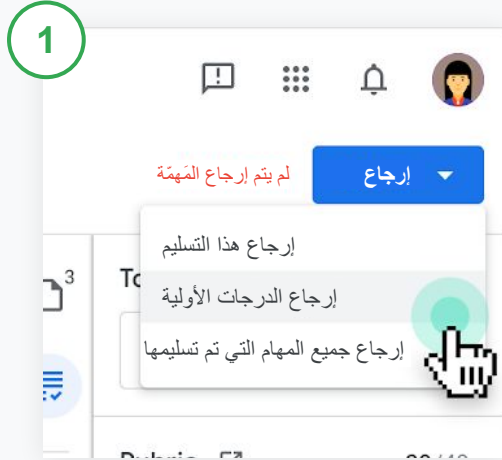 1
إرجاع
لم يتم إرجاع المَهمّة
إرجاع هذا التسليم
3
To
إرجاع الدرجات الأولية
إرجاع جميع المهام التي تم تسليمها